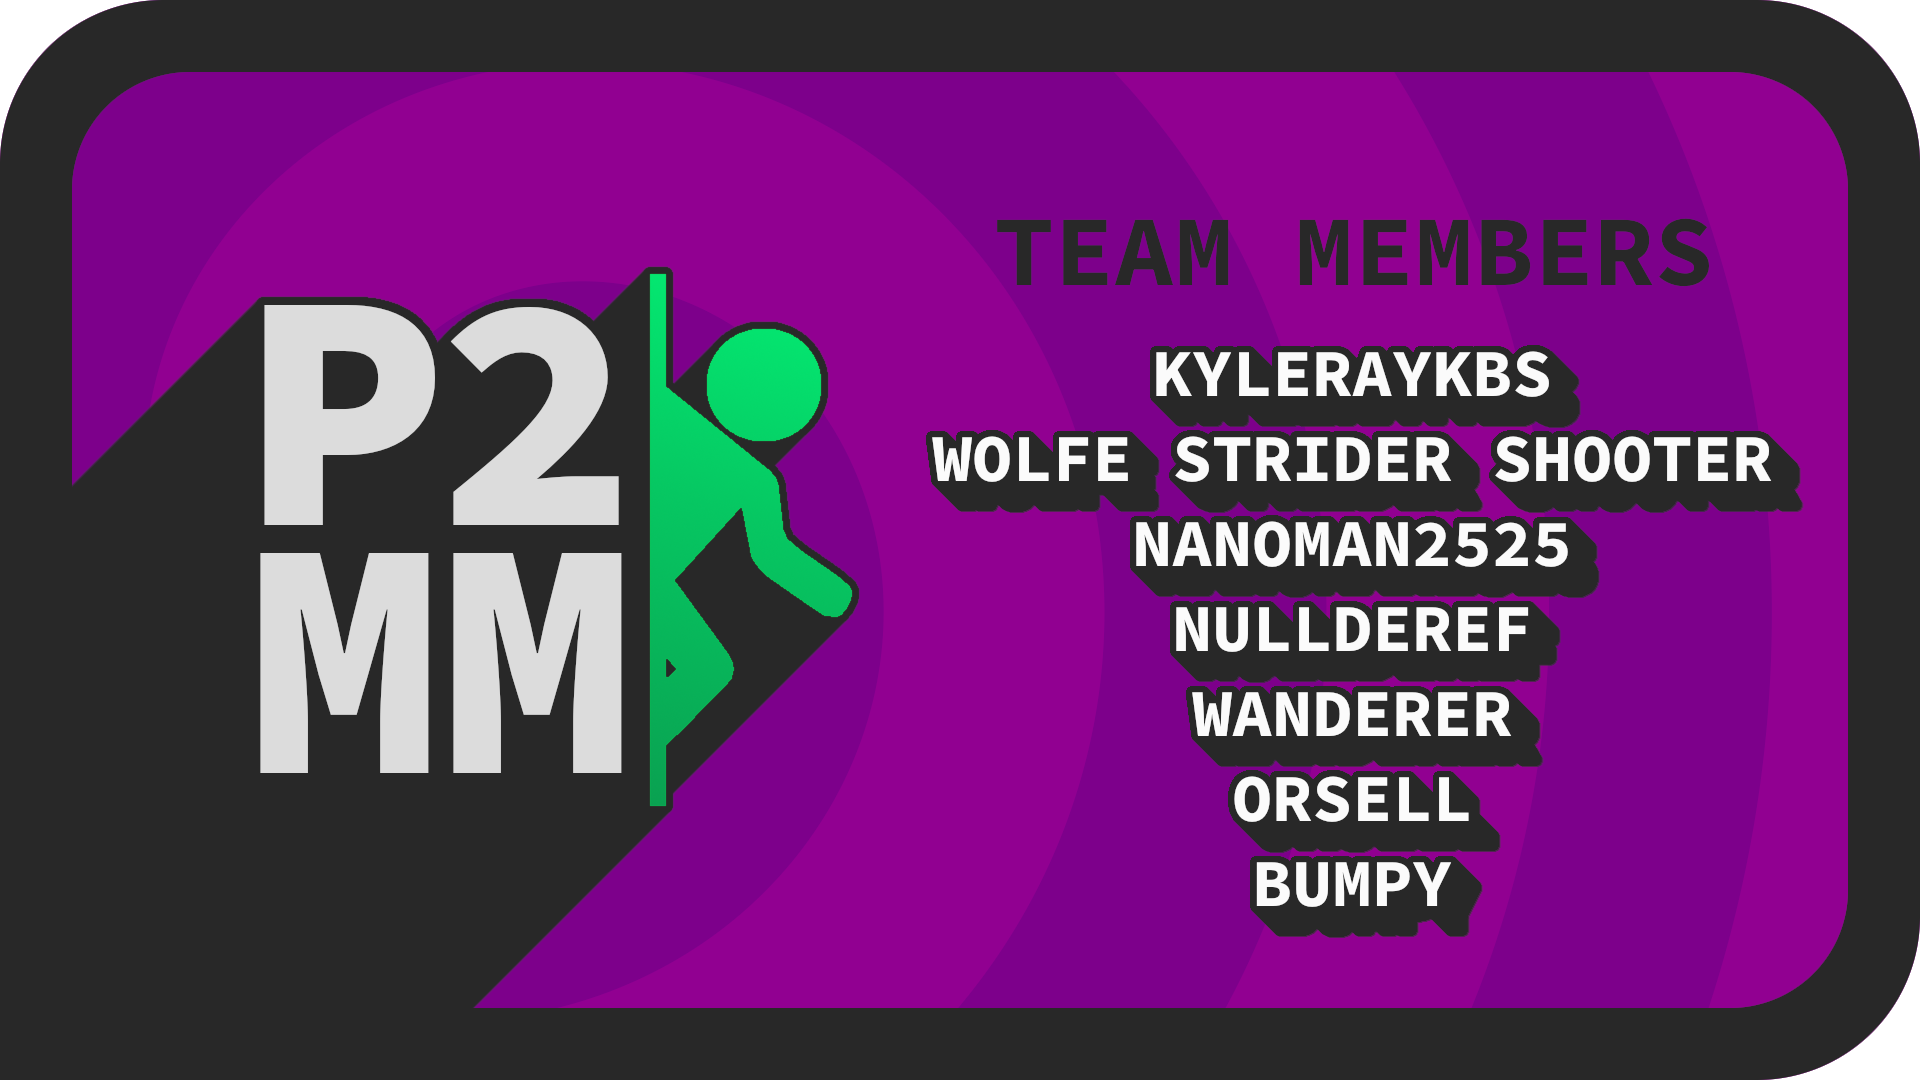 P2
MM
TEAM MEMBERS
KYLERAYKBS
WOLFE STRIDER SHOOTER
NANOMAN2525
NULLDEREF
WANDERER
ORSELL
BUMPY